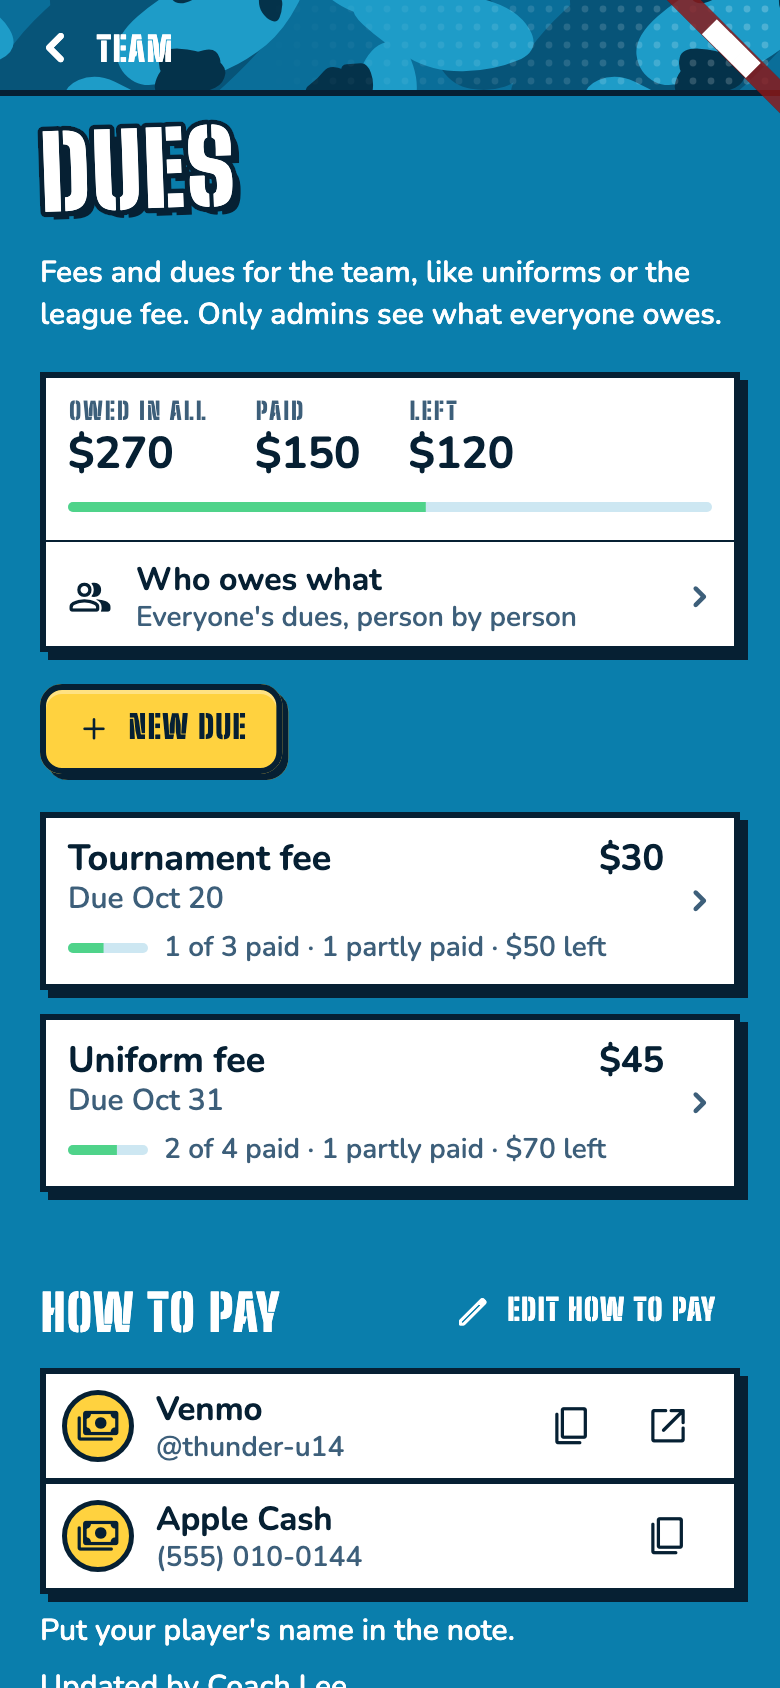 TEAM
DUES
Fees and dues for the team, like uniforms or the
league fee. Only admins see what everyone owes.
OWED IN ALL
$270
PAID
$150
LEFT
$120
Who owes what
Everyone's dues, person by person
NEW DUE
Tournament fee
$30
Due Oct 20
1 of 3 paid · 1 partly paid · $50 left
Uniform fee
$45
Due Oct 31
2 of 4 paid · 1 partly paid · $70 left
HOW TO PAY
EDIT HOW TO PAY
Venmo
@thunder-u14
Apple Cash
(555) 010-0144
Put your player's name in the note.
Updated by Coach Lee